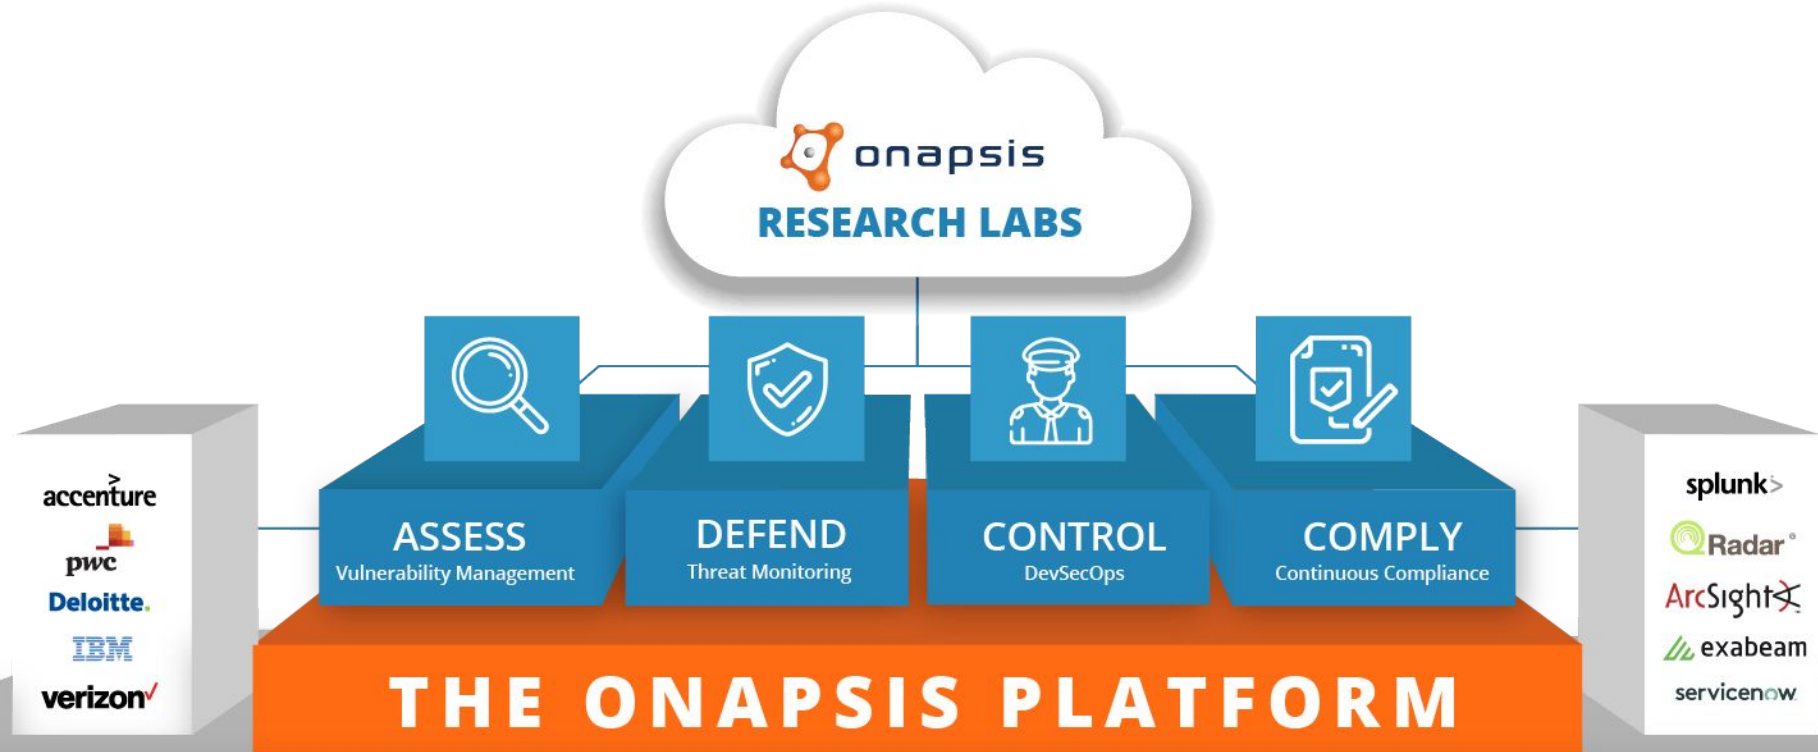 onapsis
RESEARCH LABS
ASSESS
Vulnerability Management
DEFEND
Threat Monitoring
CONTROL
DevSecOps
COMPLY
Continuous Compliance
THE ONAPSIS PLATFORM
accenture
pwc
Deloitte.
IBM
verizon
splunk>
QRadar®
ArcSight
exabeam
servicenow